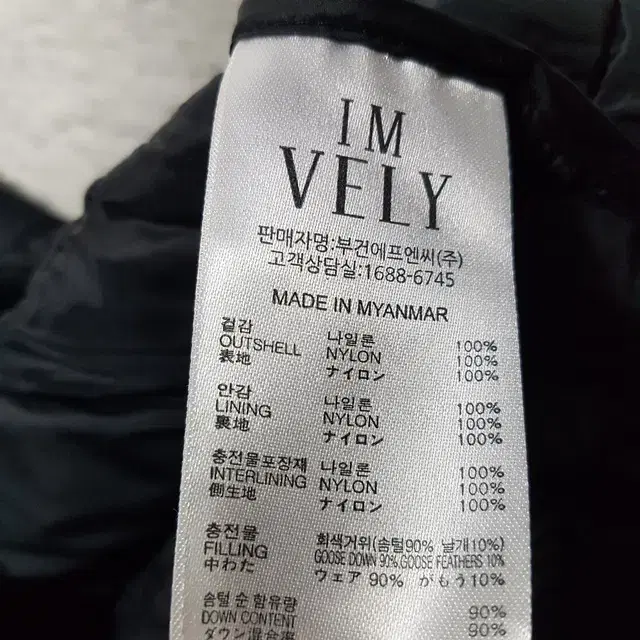 IM
VELY
판매자명:부건에프엔씨(주)
고객상담실:1688-6745
MADE IN MYANMAR
겉감 나일론 100%
OUTSHELL NYLON 100%
表地 ナイロン 100%
안감 나일론 100%
LINING NYLON 100%
裏地 ナイロン 100%
충전물포장재 나일론 100%
INTERLINING NYLON 100%
側生地 ナイロン 100%
충전물 회색거위(솜털90% 날개10%)
FILLING GOOSE DOWN 90% GOOSE FEATHERS 10%
中わた ウェア 90% がもう10%
솜털 순 함유량 90%
DOWN CONTENT 90%
ダウン混合率